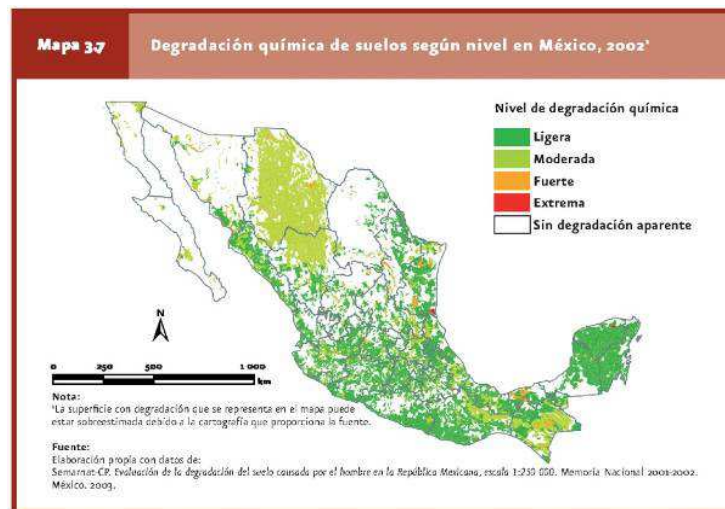 Mapa 3.7
Degradación química de suelos según nivel en México, 2002¹
Nivel de degradación química
Ligera
Moderada
Fuerte
Extrema
Sin degradación aparente
N
0 250 500 1 000
km
Nota:
¹La superficie con degradación que se representa en el mapa puede
estar sobreestimada debido a la cartografía que proporciona la fuente.
Fuente:
Elaboración propia con datos de:
Semarnat-CP. Evaluación de la degradación del suelo causada por el hombre en la República Mexicana, escala 1:250 000. Memoria Nacional 2001-2002.
México. 2003.